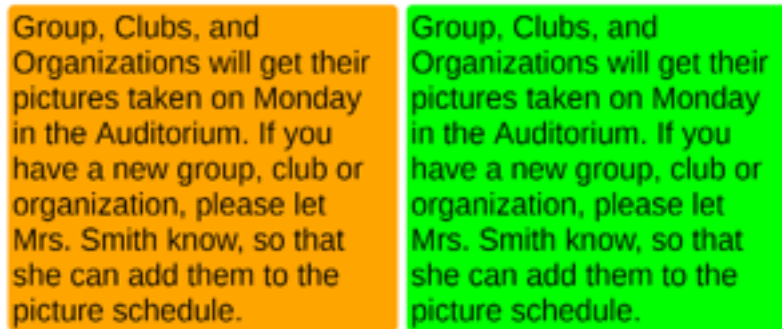 Group, Clubs, and
Organizations will get their
pictures taken on Monday
in the Auditorium. If you
have a new group, club or
organization, please let
Mrs. Smith know, so that
she can add them to the
picture schedule.
Group, Clubs, and
Organizations will get their
pictures taken on Monday
in the Auditorium. If you
have a new group, club or
organization, please let
Mrs. Smith know, so that
she can add them to the
picture schedule.